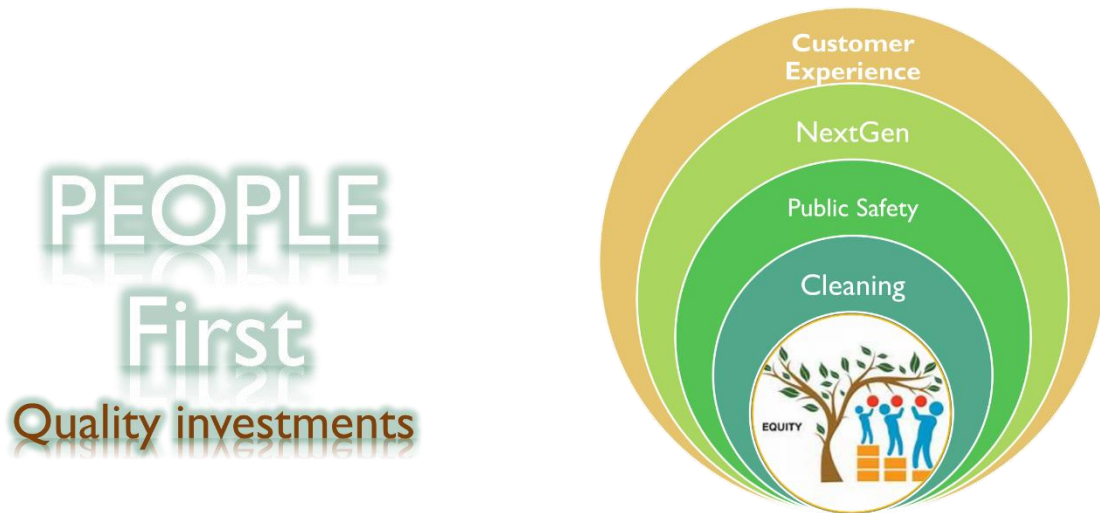 PEOPLE
First
Quality investments
Customer
Experience
NextGen
Public Safety
Cleaning
EQUITY